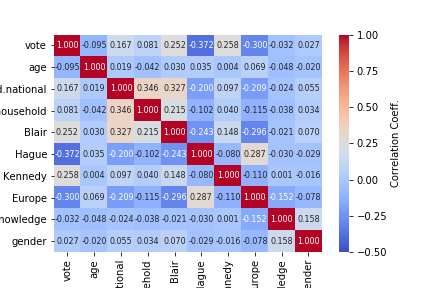 vote 1.000 -0.095 0.167 0.081 0.252 -0.372 0.258 -0.300 -0.032 0.027
age -0.095 1.000 0.019 -0.042 0.030 0.035 0.004 0.069 -0.048 -0.020
d.national 0.167 0.019 1.000 0.346 0.327 -0.200 0.097 -0.209 -0.024 0.055
ousehold 0.081 -0.042 0.346 1.000 0.215 -0.102 0.040 -0.115 -0.038 0.034
Blair 0.252 0.030 0.327 0.215 1.000 -0.243 0.148 -0.296 -0.021 0.070
Hague -0.372 0.035 -0.200 -0.102 -0.243 1.000 -0.080 0.287 -0.030 -0.029
Kennedy 0.258 0.004 0.097 0.040 0.148 -0.080 1.000 -0.110 0.001 -0.016
Europe -0.300 0.069 -0.209 -0.115 -0.296 0.287 -0.110 1.000 -0.152 -0.078
nowledge -0.032 -0.048 -0.024 -0.038 -0.021 -0.030 0.001 -0.152 1.000 0.158
gender 0.027 -0.020 0.055 0.034 0.070 -0.029 -0.016 -0.078 0.158 1.000
vote age tional ehold Blair lague nnedy urope ledge ender
1.00
0.75
0.50
0.25
0.00
−0.25
−0.50
Correlation Coeff.